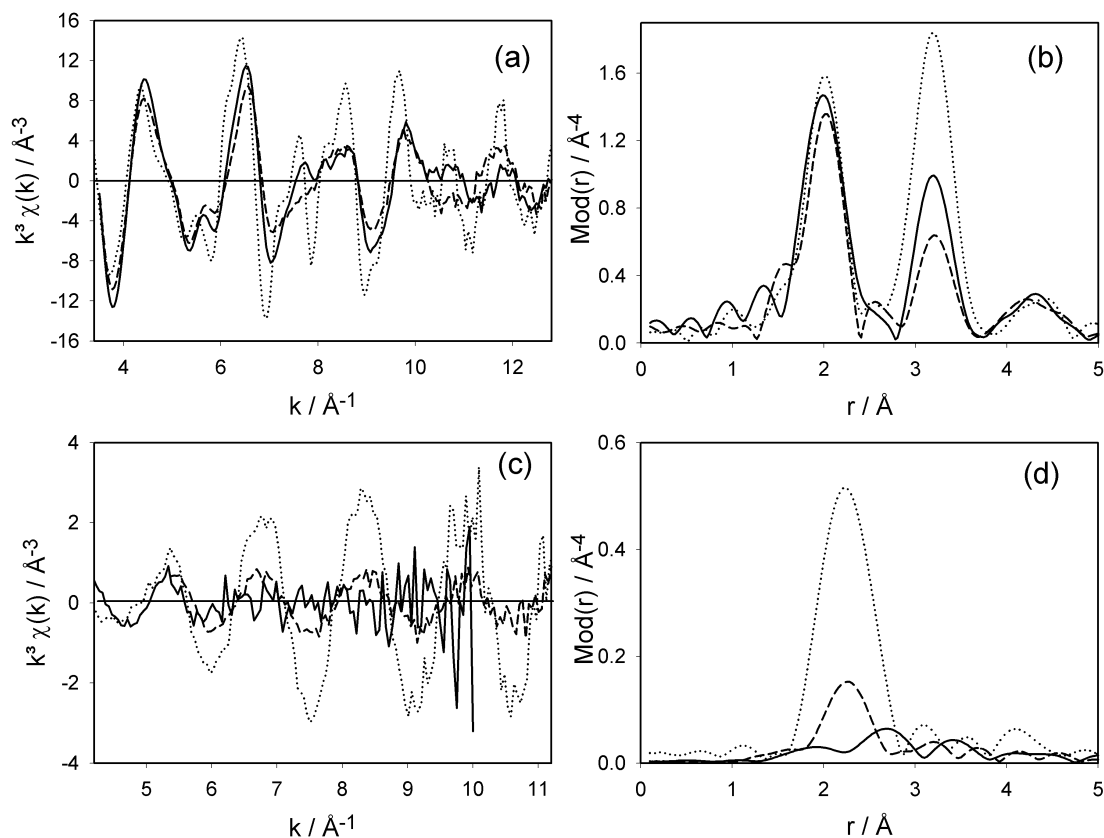 (a)
k³ χ(k) / Å⁻³
16
12
8
4
0
-4
-8
-12
-16
4 6 8 10 12
k / Å⁻¹
(b)
Mod(r) / Å⁻⁴
1.6
1.2
0.8
0.4
0.0
0 1 2 3 4 5
r / Å
(c)
k³ χ(k) / Å⁻³
4
2
0
-2
-4
5 6 7 8 9 10 11
k / Å⁻¹
(d)
Mod(r) / Å⁻⁴
0.6
0.4
0.2
0.0
0 1 2 3 4 5
r / Å